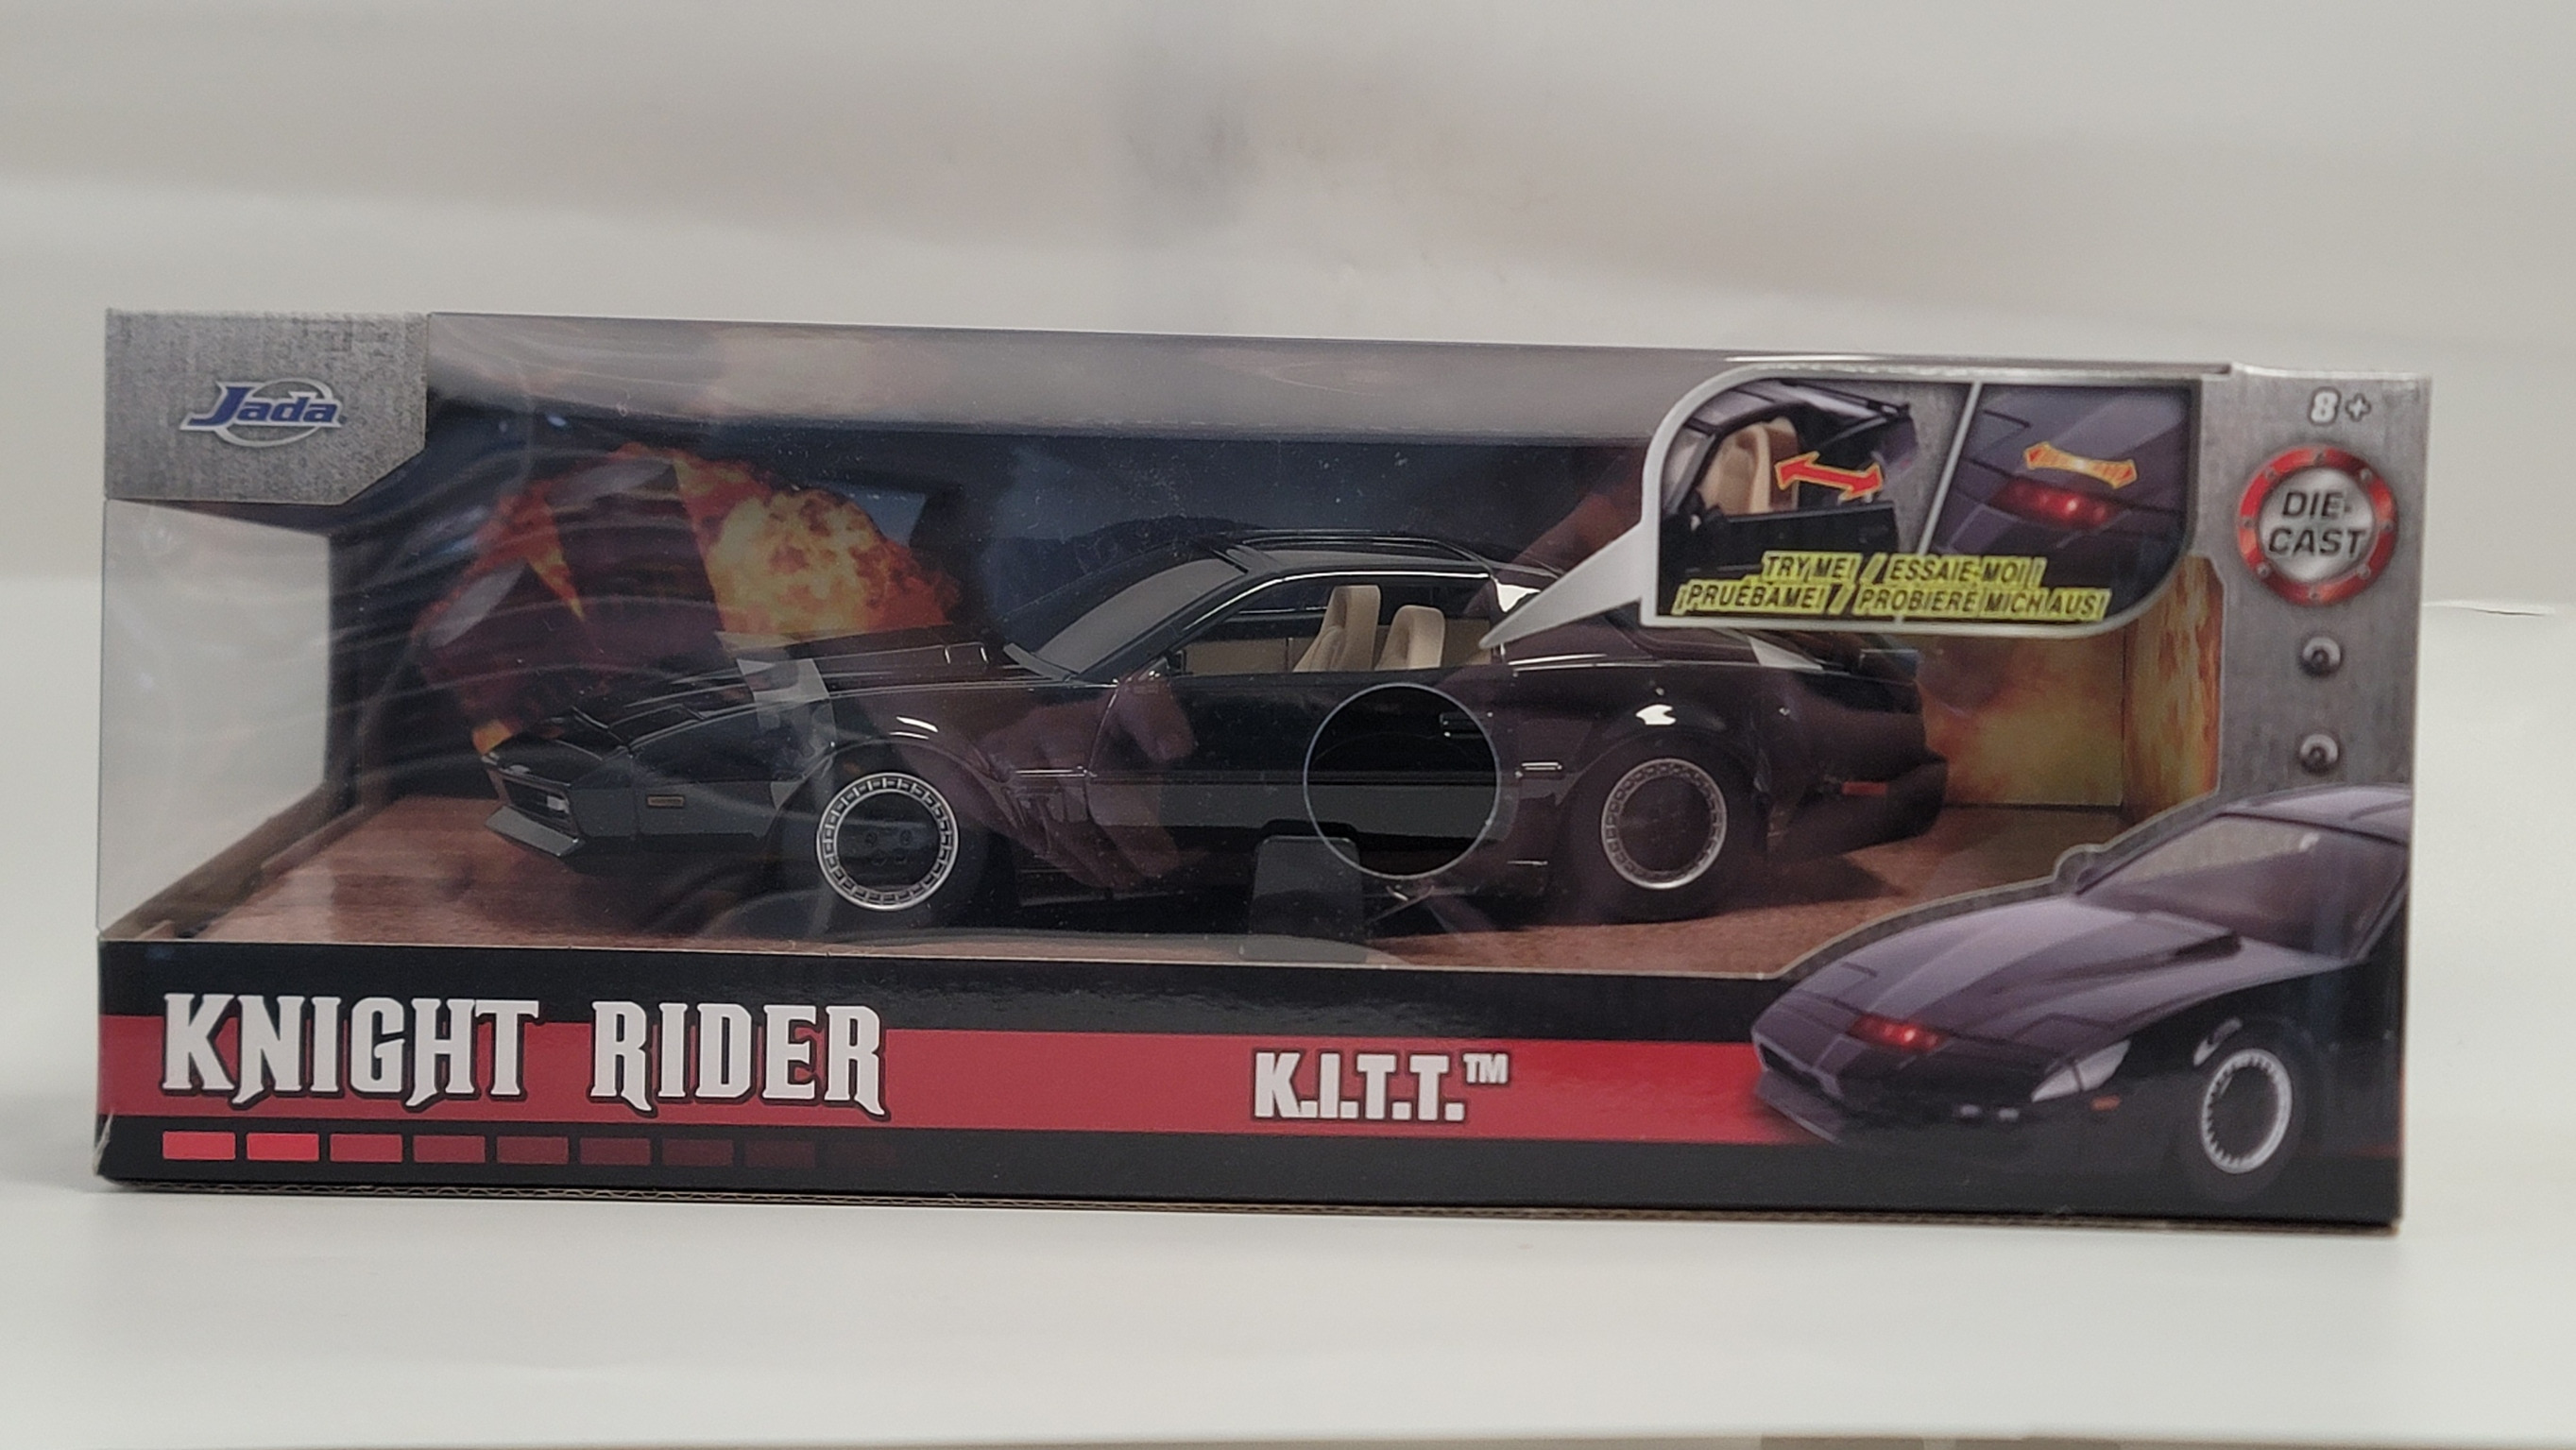 Jada
8+
DIE-
CAST
TRY ME! / ESSAIE-MOI!
¡PRUÉBAME! / PROBIERE MICH AUS!
KNIGHT RIDER
K.I.T.T.™